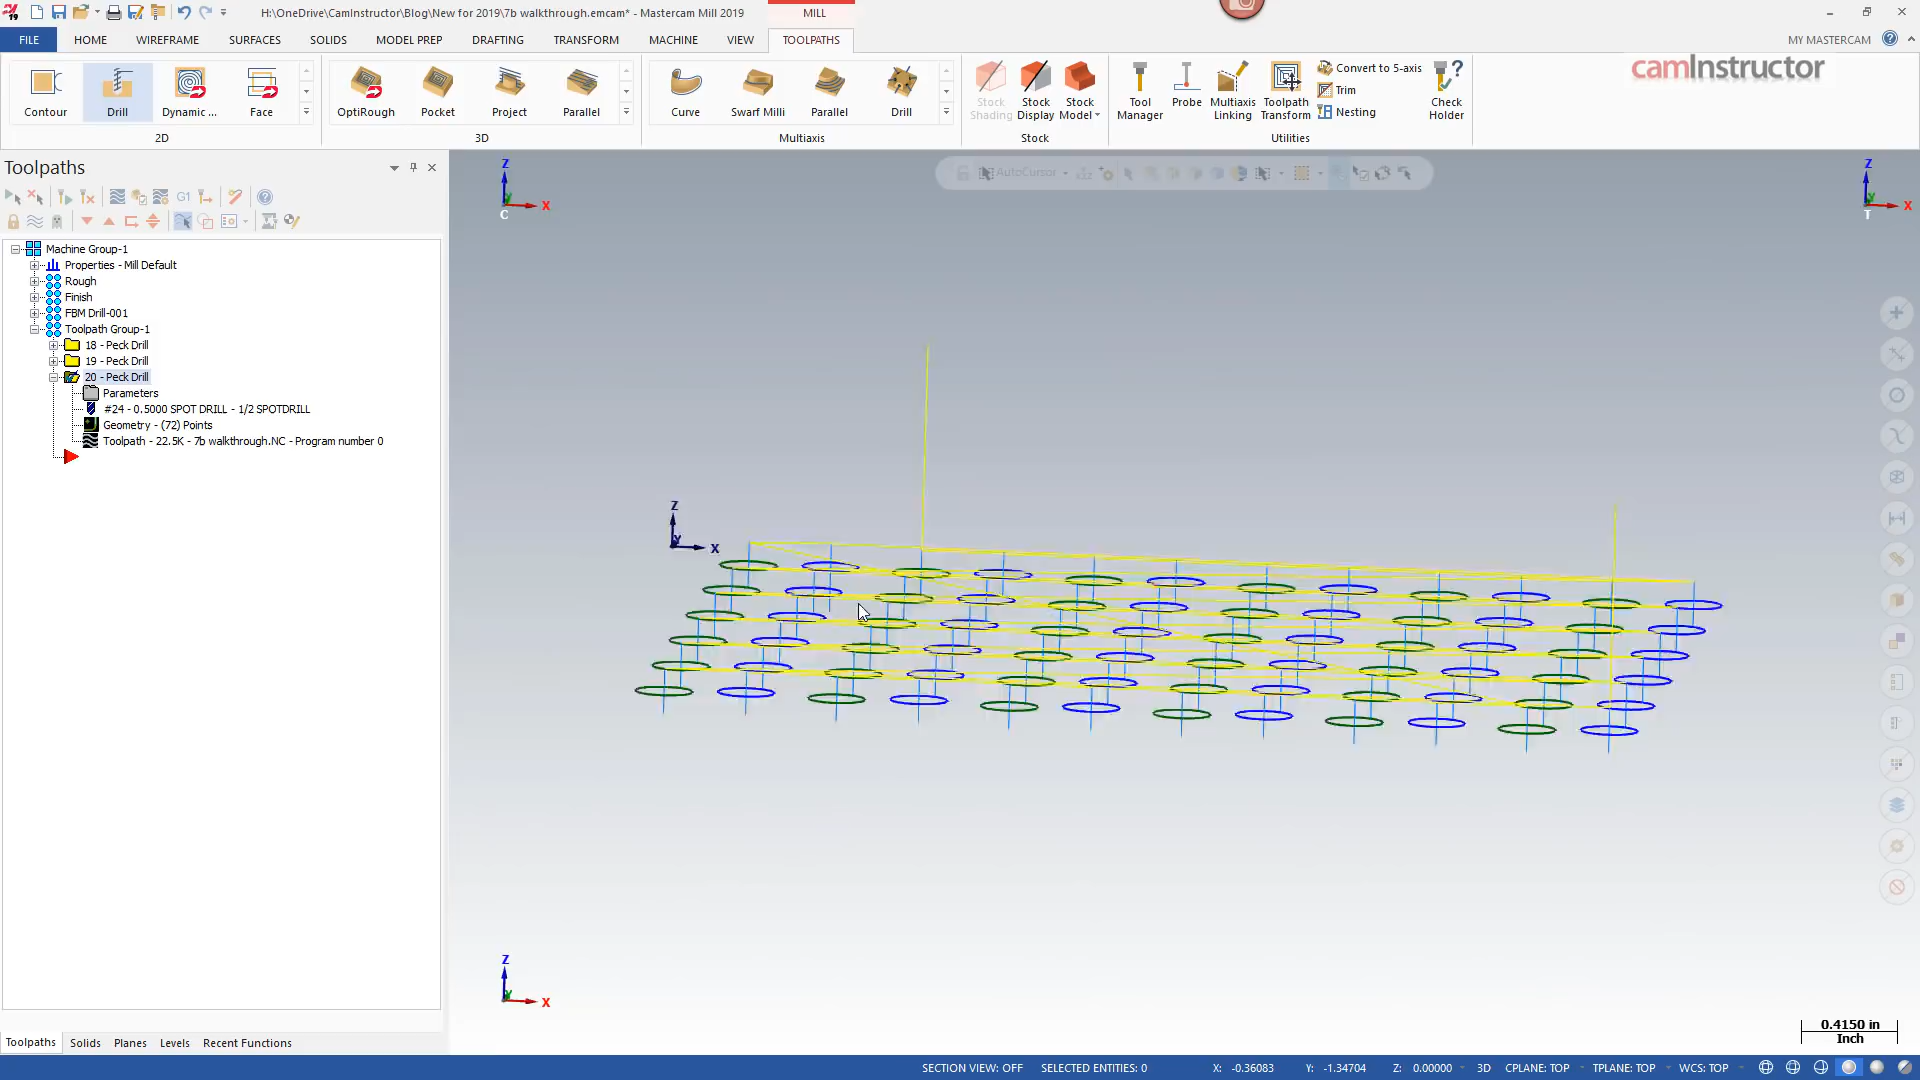 19
H:\OneDrive\CamInstructor\Blog\New for 2019\7b walkthrough.emcam* - Mastercam Mill 2019
MILL
FILE
HOME
WIREFRAME
SURFACES
SOLIDS
MODEL PREP
DRAFTING
TRANSFORM
MACHINE
VIEW
TOOLPATHS
MY MASTERCAM
Contour
Drill
Dynamic ...
Face
2D
OptiRough
Pocket
Project
Parallel
3D
Curve
Swarf Milli
Parallel
Drill
Multiaxis
Stock Shading
Stock Display
Stock Model
Stock
Tool Manager
Probe
Multiaxis Linking
Toolpath Transform
Convert to 5-axis
Trim
Nesting
Utilities
Check Holder
camInstructor
Toolpaths
G1
Machine Group-1
Properties - Mill Default
Rough
Finish
FBM Drill-001
Toolpath Group-1
18 - Peck Drill
19 - Peck Drill
20 - Peck Drill
Parameters
#24 - 0.5000 SPOT DRILL - 1/2 SPOTDRILL
Geometry - (72) Points
Toolpath - 22.5K - 7b walkthrough.NC - Program number 0
AutoCursor
Z
Y
X
C
Z
Y
X
T
Z
Y
X
Z
Y
X
0.4150 in
Inch
Toolpaths
Solids
Planes
Levels
Recent Functions
SECTION VIEW: OFF
SELECTED ENTITIES: 0
X: -0.36083
Y: -1.34704
Z: 0.00000
3D
CPLANE: TOP
TPLANE: TOP
WCS: TOP